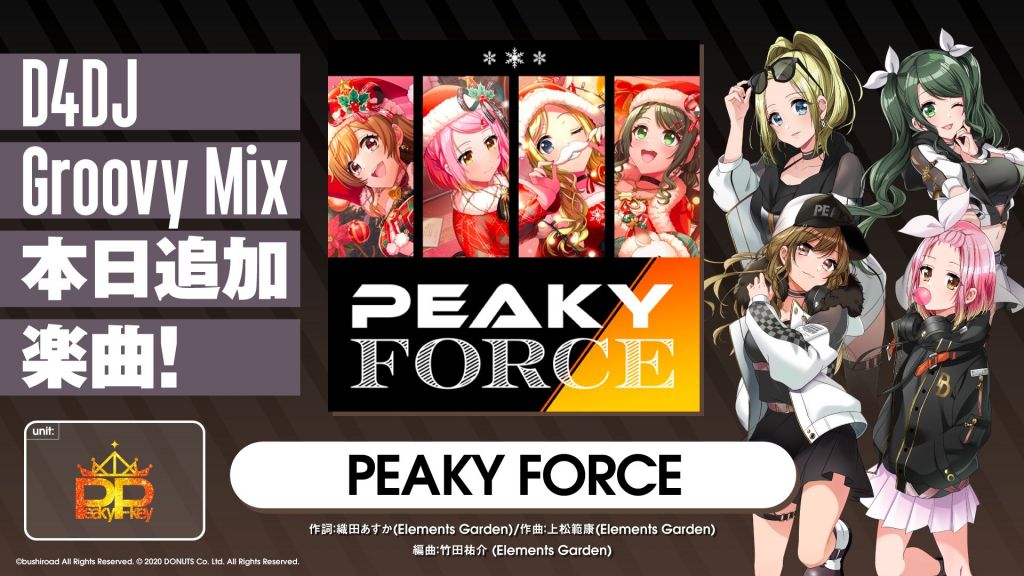 D4DJ
Groovy Mix
本日追加
楽曲!
PEAKY
FORCE
PEA
B
unit:
Peaky P-key
PEAKY FORCE
作詞:織田あすか(Elements Garden)/作曲:上松範康(Elements Garden)
編曲:竹田祐介 (Elements Garden)
©bushiroad All Rights Reserved. © 2020 DONUTS Co. Ltd. All Rights Reserved.